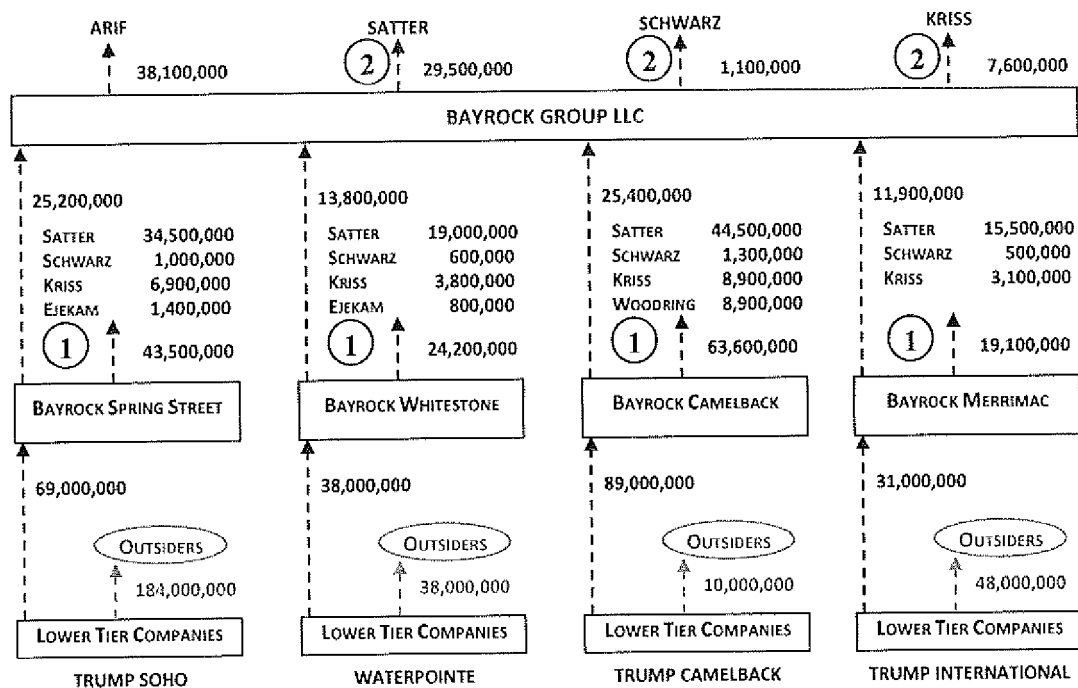 ARIF SATTER SCHWARZ KRISS
2 2 2
38,100,000 29,500,000 1,100,000 7,600,000
BAYROCK GROUP LLC
25,200,000 13,800,000 25,400,000 11,900,000
SATTER 34,500,000 SATTER 19,000,000 SATTER 44,500,000 SATTER 15,500,000
SCHWARZ 1,000,000 SCHWARZ 600,000 SCHWARZ 1,300,000 SCHWARZ 500,000
KRISS 6,900,000 KRISS 3,800,000 KRISS 8,900,000 KRISS 3,100,000
EJEKAM 1,400,000 EJEKAM 800,000 WOODRING 8,900,000
1 43,500,000 1 24,200,000 1 63,600,000 1 19,100,000
BAYROCK SPRING STREET BAYROCK WHITESTONE BAYROCK CAMELBACK BAYROCK MERRIMAC
69,000,000 38,000,000 89,000,000 31,000,000
OUTSIDERS OUTSIDERS OUTSIDERS OUTSIDERS
184,000,000 38,000,000 10,000,000 48,000,000
LOWER TIER COMPANIES LOWER TIER COMPANIES LOWER TIER COMPANIES LOWER TIER COMPANIES
TRUMP SOHO WATERPOINTE TRUMP CAMELBACK TRUMP INTERNATIONAL